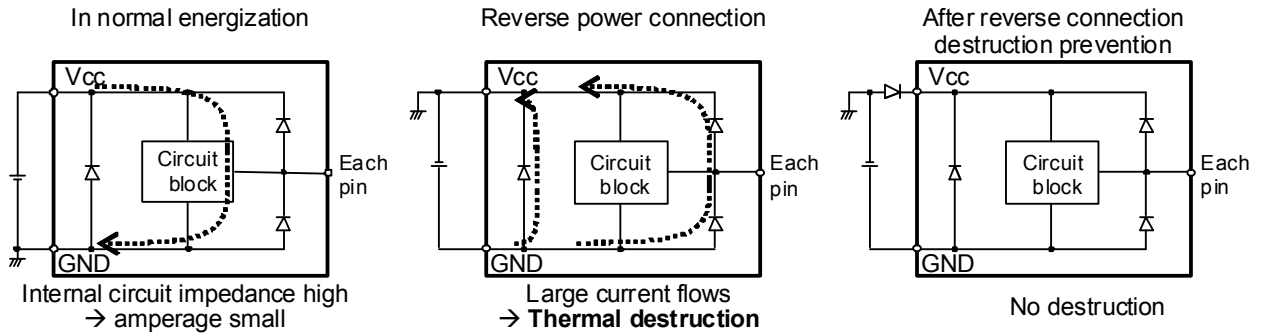 In normal energization
Vcc
Circuit
block
Each
pin
GND
Internal circuit impedance high
→ amperage small
Reverse power connection
Vcc
Circuit
block
Each
pin
GND
Large current flows
→ Thermal destruction
After reverse connection
destruction prevention
Vcc
Circuit
block
Each
pin
GND
No destruction